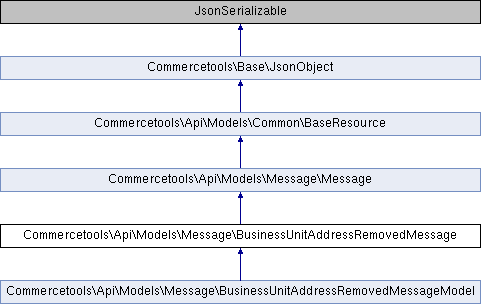 JsonSerializable
Commercetools\Base\JsonObject
Commercetools\Api\Models\Common\BaseResource
Commercetools\Api\Models\Message\Message
Commercetools\Api\Models\Message\BusinessUnitAddressRemovedMessage
Commercetools\Api\Models\Message\BusinessUnitAddressRemovedMessageModel